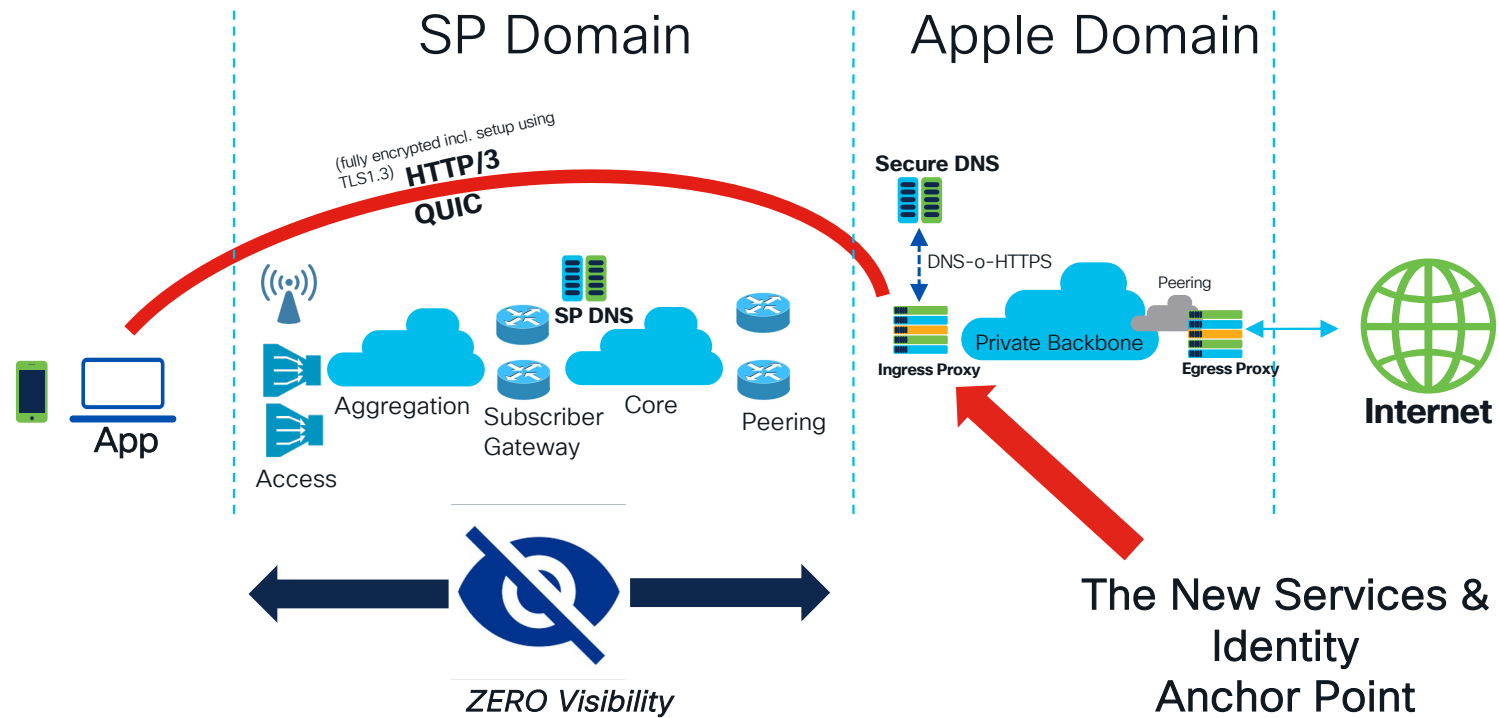 SP Domain
Apple Domain
(fully encrypted incl. setup using
TLS1.3) HTTP/3
QUIC
Secure DNS
DNS-o-HTTPS
SP DNS
Peering
Private Backbone
Ingress Proxy
Egress Proxy
App
Access
Aggregation
Subscriber
Gateway
Core
Peering
Internet
ZERO Visibility
The New Services &
Identity
Anchor Point